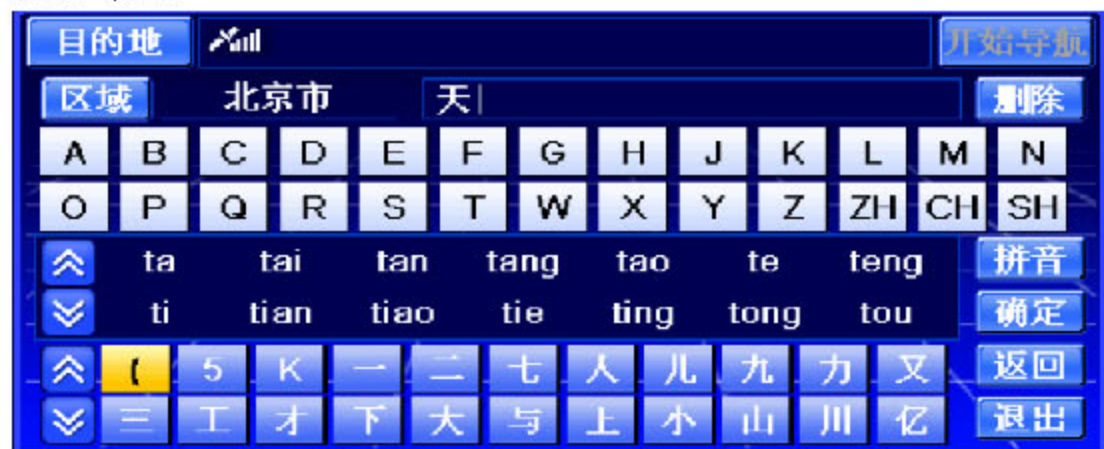 目的地 开始导航
区域 北京市 天 删除
A B C D E F G H J K L M N
O P Q R S T W X Y Z ZH CH SH
ta tai tan tang tao te teng 拼音
ti tian tiao tie ting tong tou 确定
( 5 K 一 二 七 人 儿 九 力 又 返回
三 工 才 下 大 与 上 小 山 川 亿 退出